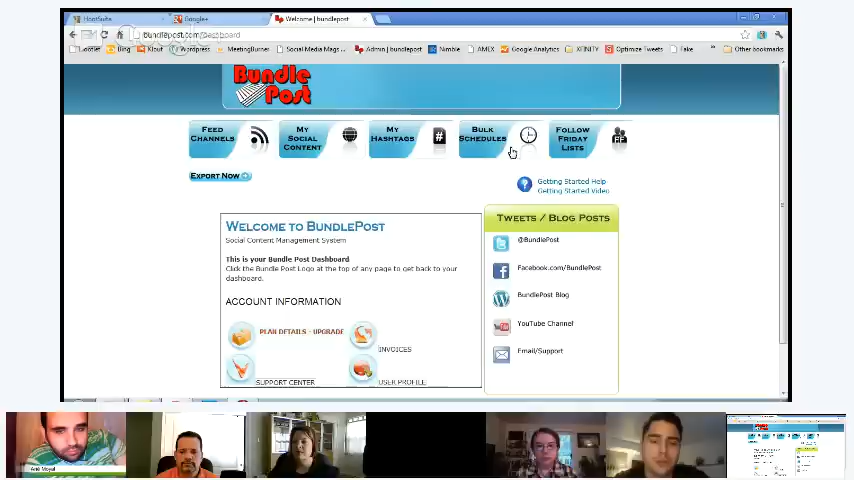 HootSuite
Google+
Welcome | bundlepost
bundlepost.com/dashboard
Bing
Klout
Wordpress
MeetingBurner
Social Media Mags ...
Admin | bundlepost
Nimble
AMEX
Google Analytics
XFINITY
Optimize Tweets
Fake
»
Other bookmarks
Bundle
Post
FEED
CHANNELS
MY
SOCIAL
CONTENT
MY
HASHTAGS
#
BULK
SCHEDULES
FOLLOW
FRIDAY
LISTS
FF
EXPORT NOW
?
Getting Started Help
Getting Started Video
WELCOME TO BUNDLEPOST
Social Content Management System
This is your Bundle Post Dashboard
Click the Bundle Post Logo at the top of any page to get back to your
dashboard.
ACCOUNT INFORMATION
PLAN DETAILS - UPGRADE
INVOICES
SUPPORT CENTER
USER PROFILE
TWEETS / BLOG POSTS
@BundlePost
Facebook.com/BundlePost
BundlePost Blog
YouTube Channel
Email/Support
Moyal